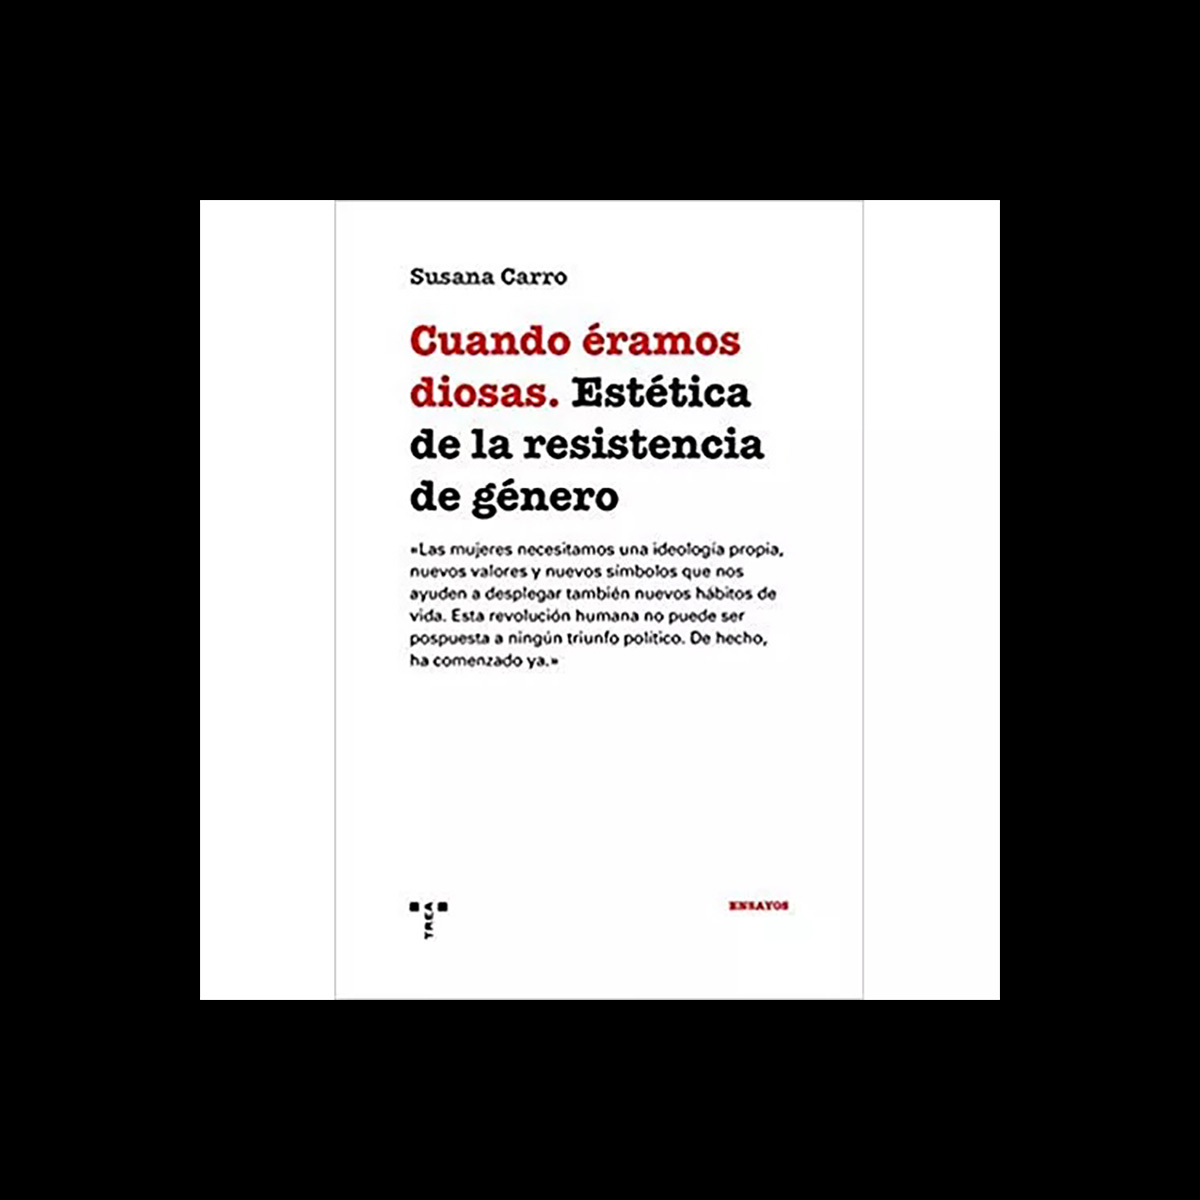 Susana Carro
Cuando éramos
diosas. Estética
de la resistencia
de género
«Las mujeres necesitamos una ideología propia,
nuevos valores y nuevos símbolos que nos
ayuden a desplegar también nuevos hábitos de
vida. Esta revolución humana no puede ser
pospuesta a ningún triunfo político. De hecho,
ha comenzado ya.»
TREA
ENSAYOS